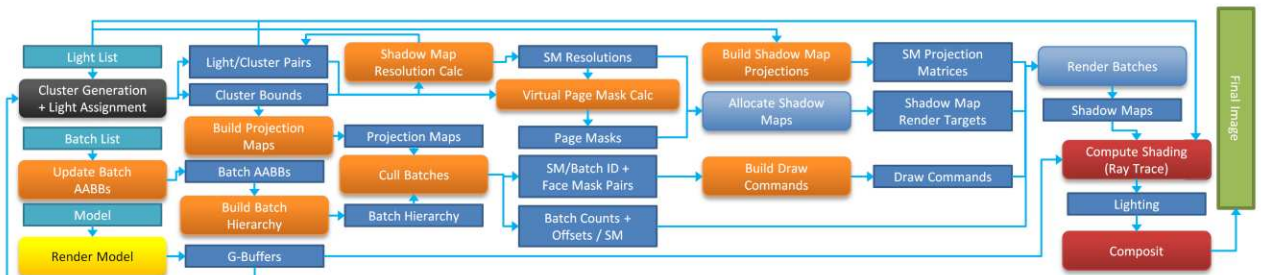 Light List
Cluster Generation
+ Light Assignment
Batch List
Update Batch
AABBs
Model
Render Model
Light/Cluster Pairs
Cluster Bounds
Build Projection
Maps
Batch AABBs
Build Batch
Hierarchy
G-Buffers
Shadow Map
Resolution Calc
Projection Maps
Cull Batches
Batch Hierarchy
SM Resolutions
Virtual Page Mask Calc
Page Masks
SM/Batch ID +
Face Mask Pairs
Batch Counts +
Offsets / SM
Build Shadow Map
Projections
Allocate Shadow
Maps
Build Draw
Commands
SM Projection
Matrices
Shadow Map
Render Targets
Draw Commands
Render Batches
Shadow Maps
Compute Shading
(Ray Trace)
Lighting
Composit
Final Image